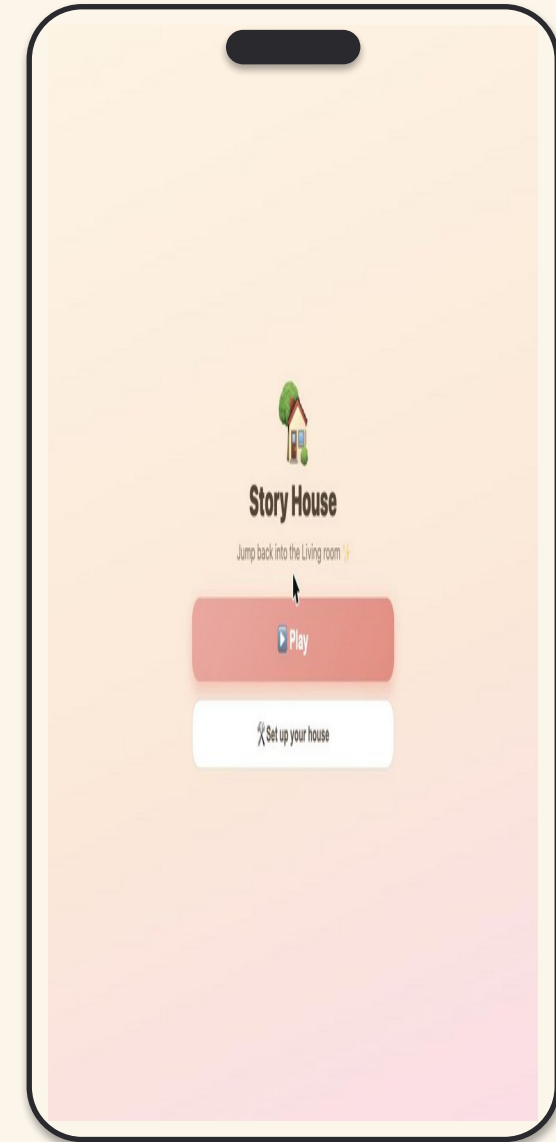 Story House
Jump back into the Living room ✨
▶️ Play
🛠 Set up your house